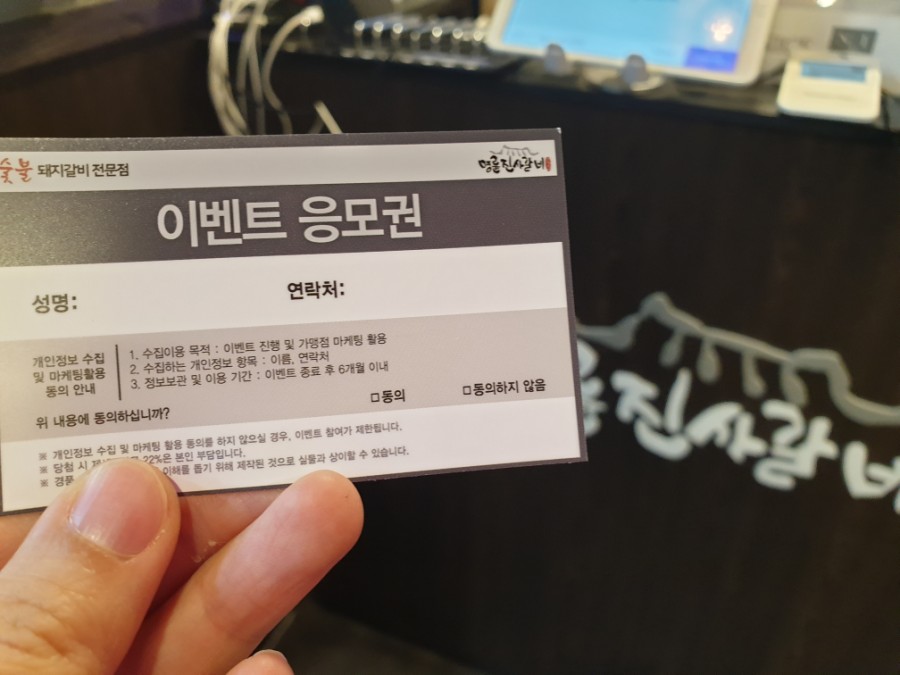 숯불 돼지갈비 전문점
명륜진사갈비
이벤트 응모권
성명:
연락처:
개인정보 수집
및 마케팅활용
동의 안내
1. 수집이용 목적 : 이벤트 진행 및 가맹점 마케팅 활용
2. 수집하는 개인정보 항목 : 이름, 연락처
3. 정보보관 및 이용 기간 : 이벤트 종료 후 6개월 이내
위 내용에 동의하십니까?
□동의
□동의하지 않음
※ 개인정보 수집 및 마케팅 활용 동의를 하지 않으실 경우, 이벤트 참여가 제한됩니다.
※ 당첨 시 22%은 본인 부담입니다.
※ 경품 이해를 돕기 위해 제작된 것으로 실물과 상이할 수 있습니다.
륜진사갈비